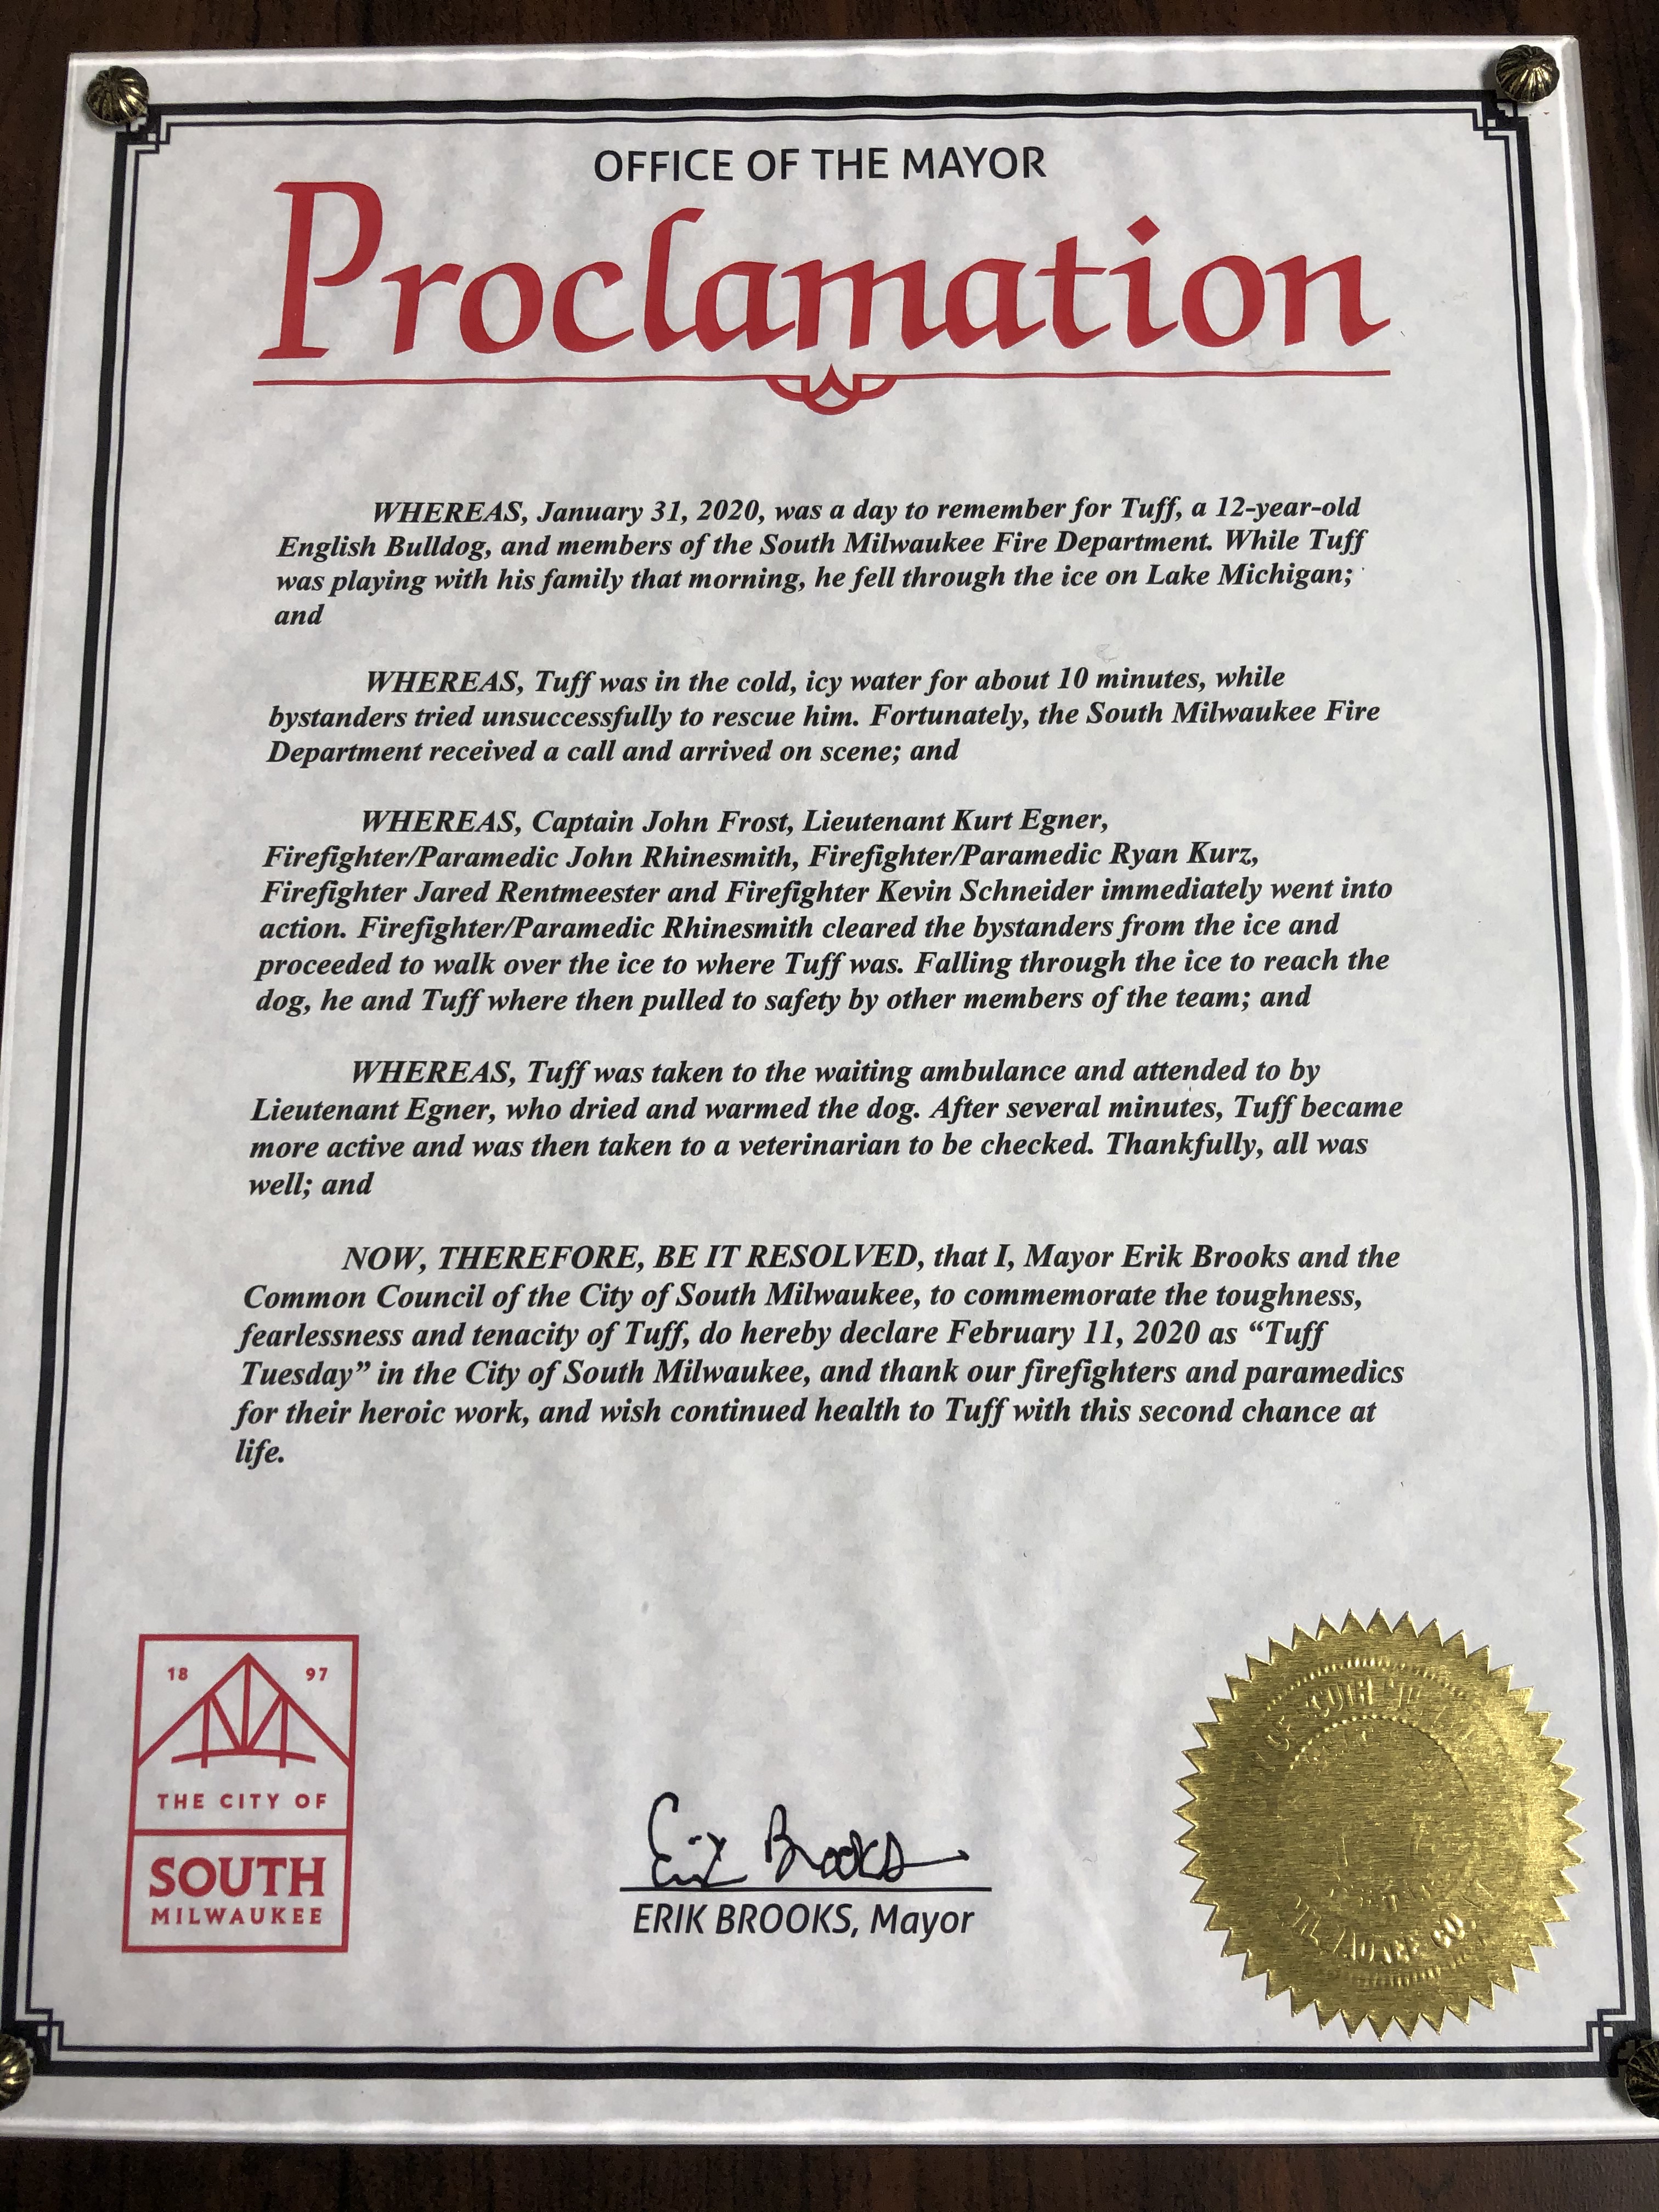 OFFICE OF THE MAYOR
Proclamation
WHEREAS, January 31, 2020, was a day to remember for Tuff, a 12-year-old
English Bulldog, and members of the South Milwaukee Fire Department. While Tuff
was playing with his family that morning, he fell through the ice on Lake Michigan;
and
WHEREAS, Tuff was in the cold, icy water for about 10 minutes, while
bystanders tried unsuccessfully to rescue him. Fortunately, the South Milwaukee Fire
Department received a call and arrived on scene; and
WHEREAS, Captain John Frost, Lieutenant Kurt Egner,
Firefighter/Paramedic John Rhinesmith, Firefighter/Paramedic Ryan Kurz,
Firefighter Jared Rentmeester and Firefighter Kevin Schneider immediately went into
action. Firefighter/Paramedic Rhinesmith cleared the bystanders from the ice and
proceeded to walk over the ice to where Tuff was. Falling through the ice to reach the
dog, he and Tuff where then pulled to safety by other members of the team; and
WHEREAS, Tuff was taken to the waiting ambulance and attended to by
Lieutenant Egner, who dried and warmed the dog. After several minutes, Tuff became
more active and was then taken to a veterinarian to be checked. Thankfully, all was
well; and
NOW, THEREFORE, BE IT RESOLVED, that I, Mayor Erik Brooks and the
Common Council of the City of South Milwaukee, to commemorate the toughness,
fearlessness and tenacity of Tuff, do hereby declare February 11, 2020 as “Tuff
Tuesday” in the City of South Milwaukee, and thank our firefighters and paramedics
for their heroic work, and wish continued health to Tuff with this second chance at
life.
18 97
THE CITY OF
SOUTH
MILWAUKEE
Erik Brooks
ERIK BROOKS, Mayor